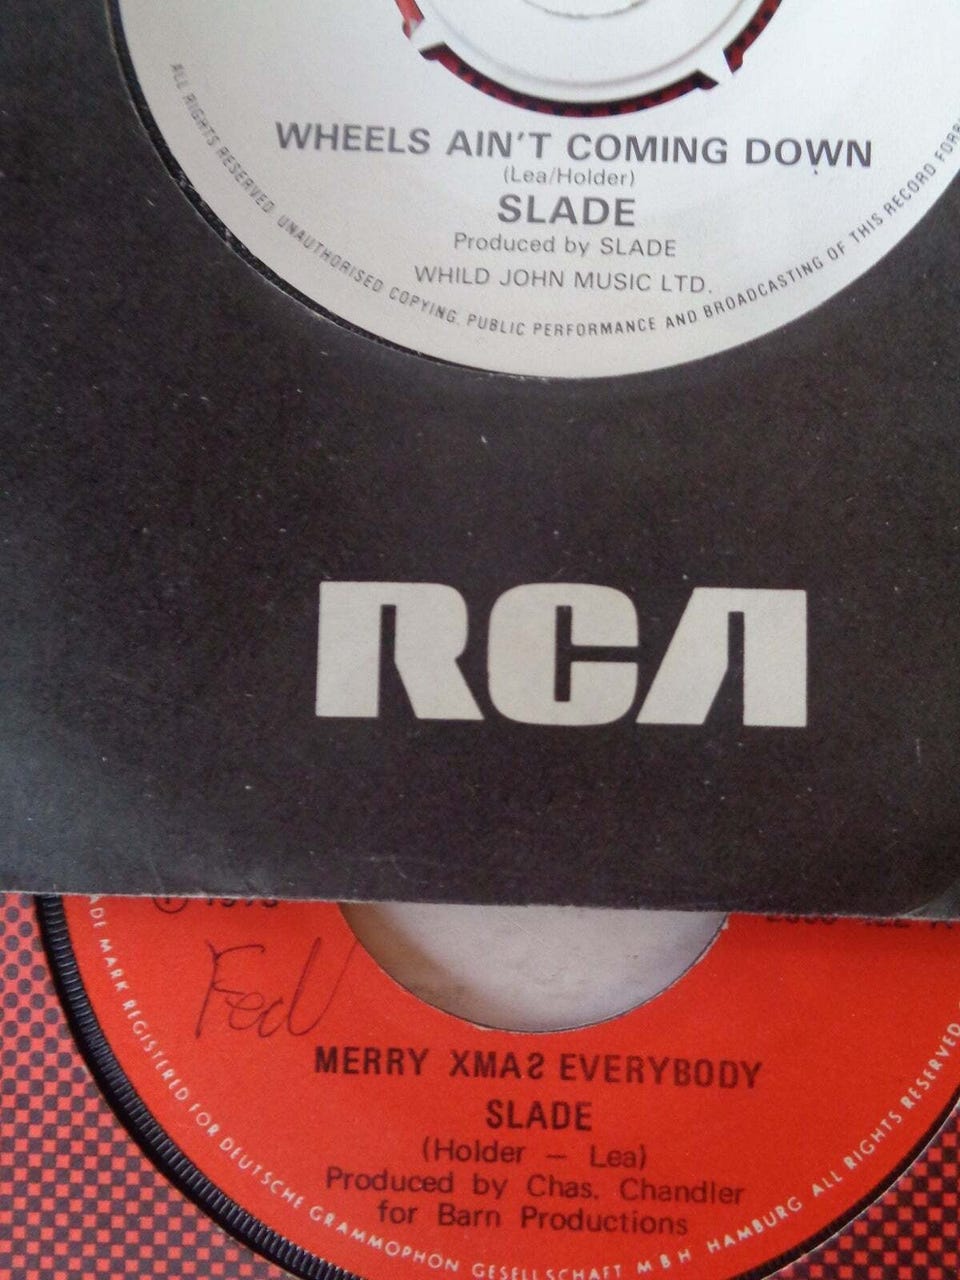 WHEELS AIN'T COMING DOWN
(Lea/Holder)
SLADE
Produced by SLADE
WHILD JOHN MUSIC LTD.
ALL RIGHTS RESERVED. UNAUTHORISED COPYING, PUBLIC PERFORMANCE AND BROADCASTING OF THIS RECORD
RCA
Fed
MERRY XMAS EVERYBODY
SLADE
(Holder – Lea)
Produced by Chas. Chandler
for Barn Productions
MARK REGISTERED FOR DEUTSCHE GRAMMOPHON GESELLSCHAFT MBH HAMBURG ALL RIGHTS RESERVED